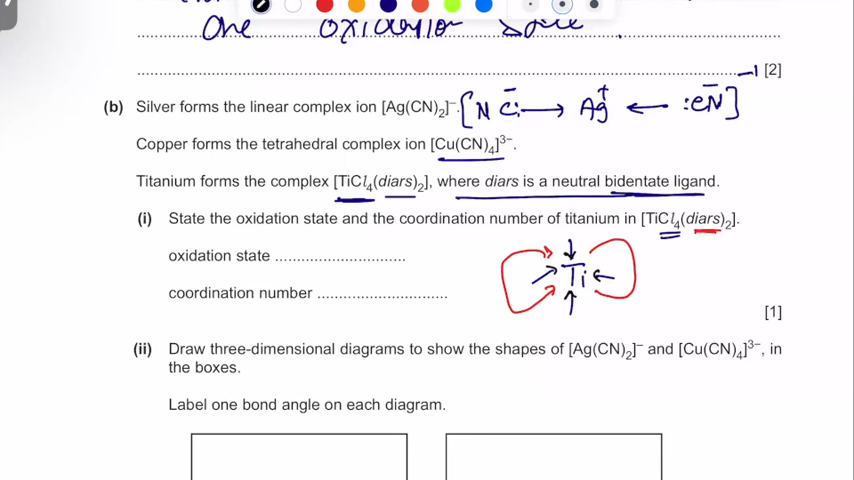 One oxidation state.
–1 [2]
(b) Silver forms the linear complex ion [Ag(CN)₂]⁻. [N C̄: → Ag⁺ ← :C̄N]
Copper forms the tetrahedral complex ion [Cu(CN)₄]³⁻.
Titanium forms the complex [TiCl₄(diars)₂], where diars is a neutral bidentate ligand.
(i) State the oxidation state and the coordination number of titanium in [TiCl₄(diars)₂].
oxidation state ..............................
Ti
coordination number ..............................
[1]
(ii) Draw three-dimensional diagrams to show the shapes of [Ag(CN)₂]⁻ and [Cu(CN)₄]³⁻, in
the boxes.
Label one bond angle on each diagram.